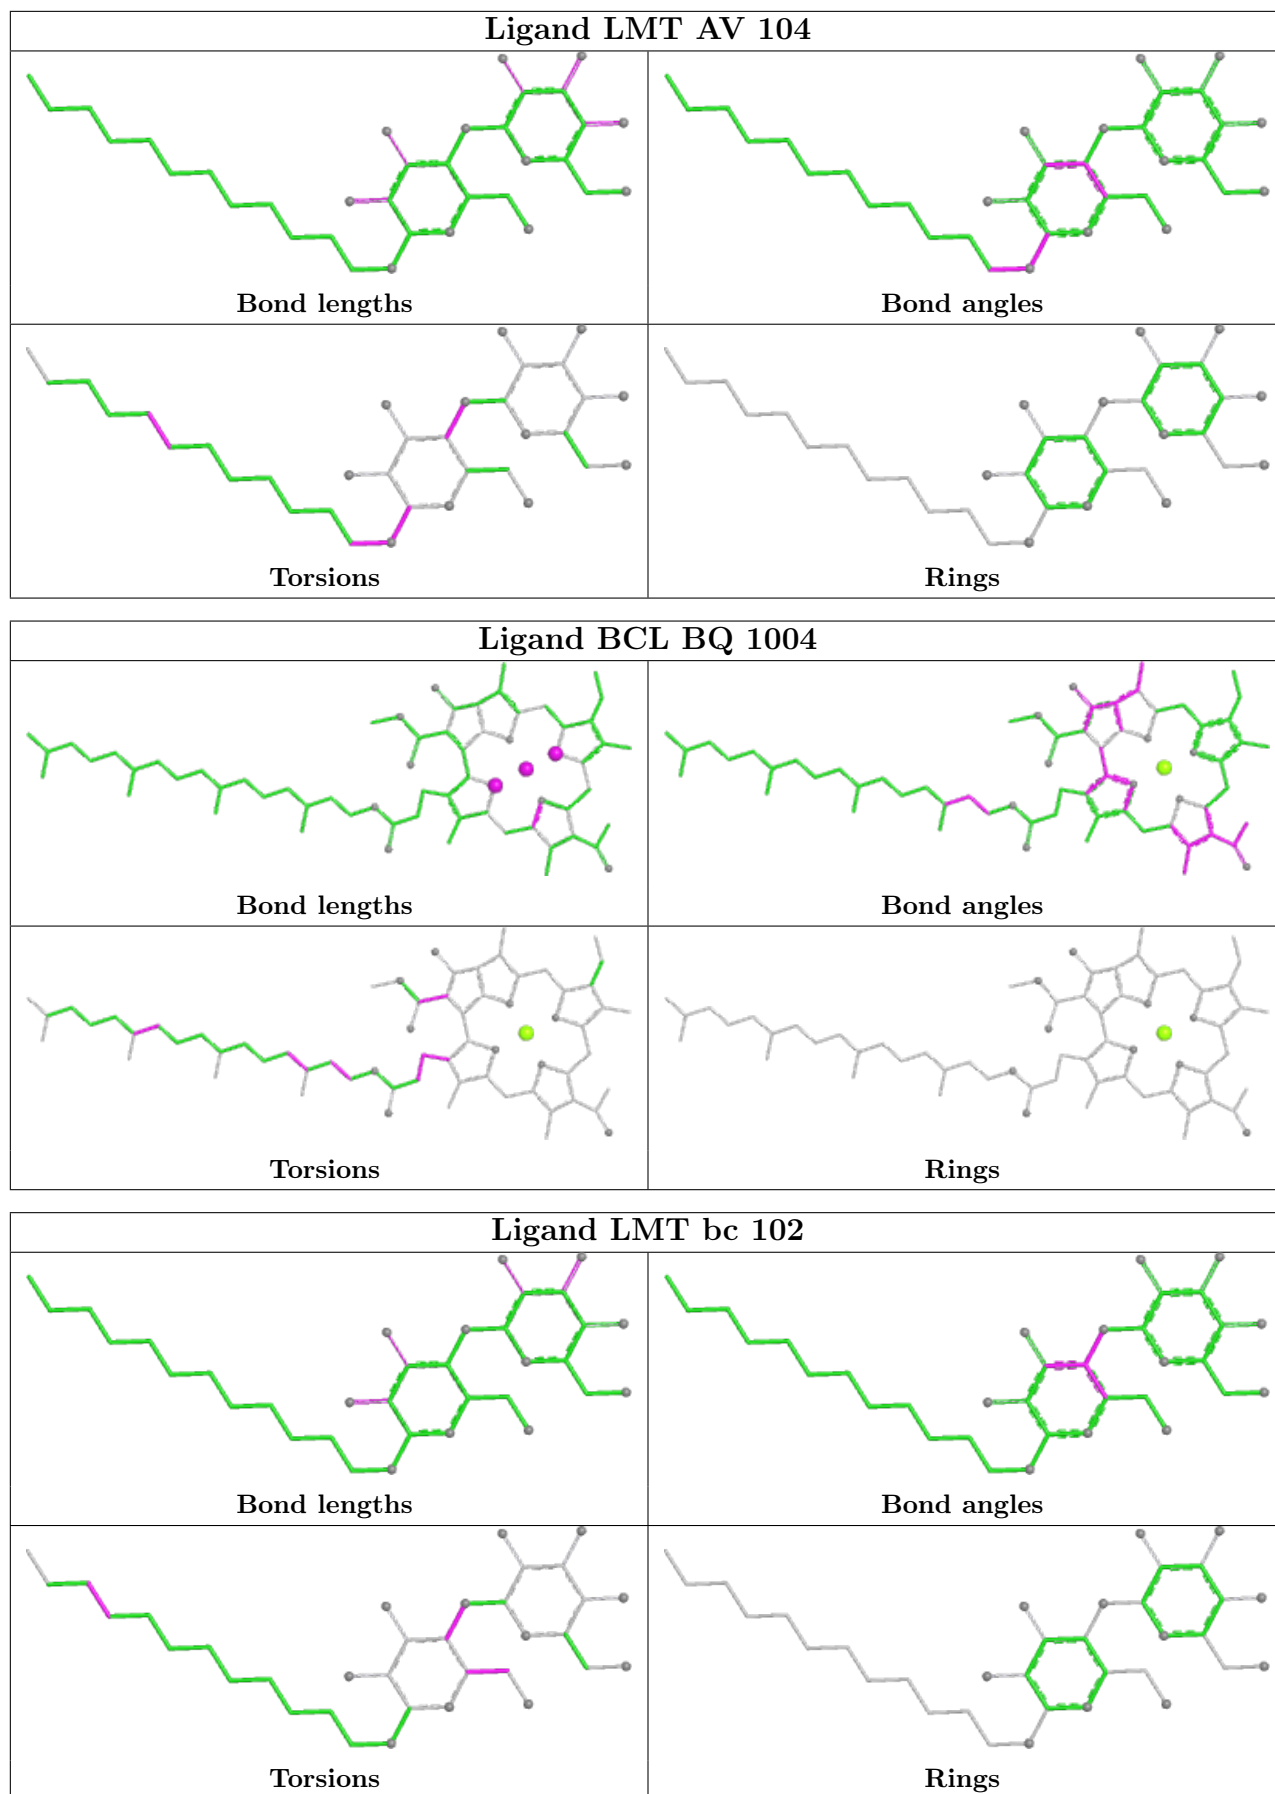 Ligand LMT AV 104
Bond lengths
Bond angles
Torsions
Rings
Ligand BCL BQ 1004
Bond lengths
Bond angles
Torsions
Rings
Ligand LMT bc 102
Bond lengths
Bond angles
Torsions
Rings